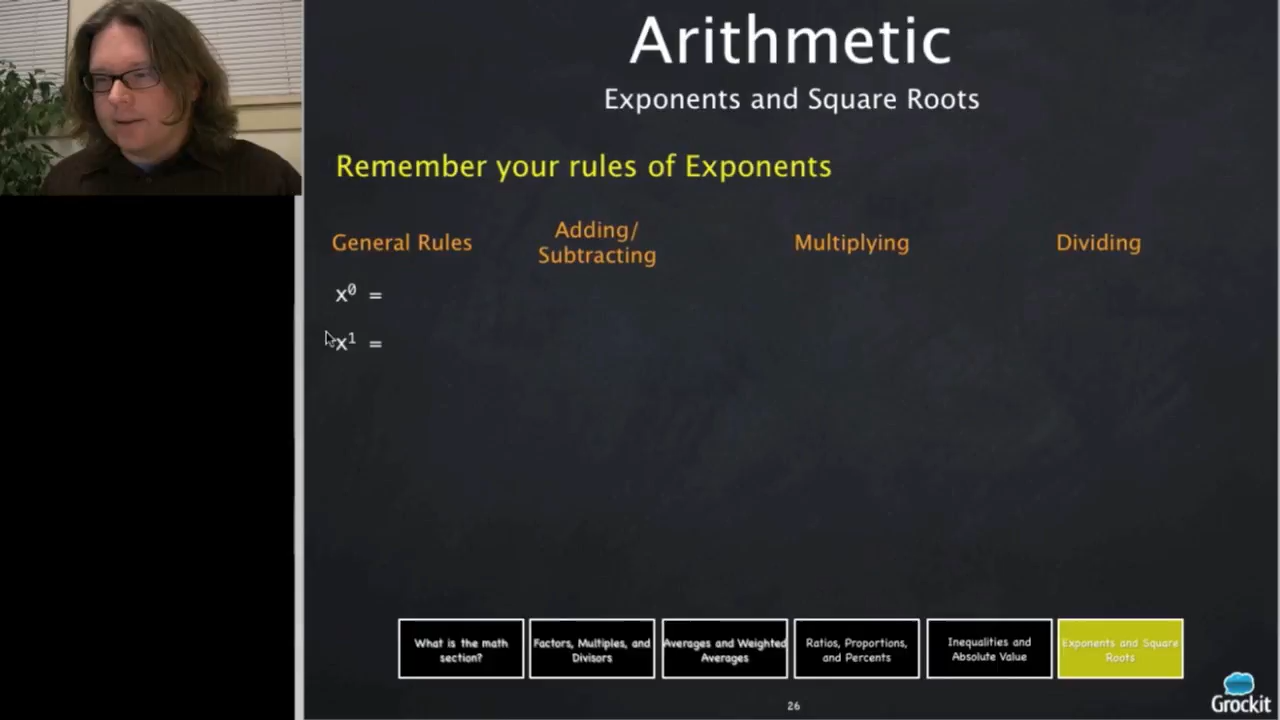 Arithmetic
Exponents and Square Roots
Remember your rules of Exponents
General Rules
Adding/
Subtracting
Multiplying
Dividing
x⁰ =
x¹ =
What is the math
section?
Factors, Multiples, and
Divisors
Averages and Weighted
Averages
Ratios, Proportions,
and Percents
Inequalities and
Absolute Value
Exponents and Square
Roots
26
Grockit